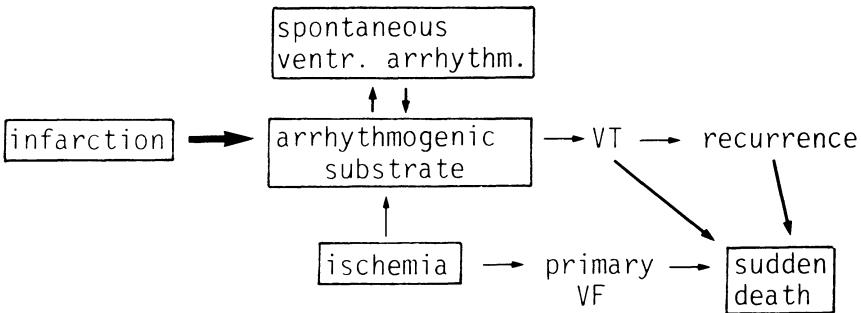 spontaneous
ventr. arrhythm.
infarction
arrhythmogenic
substrate
VT
recurrence
ischemia
primary
VF
sudden
death